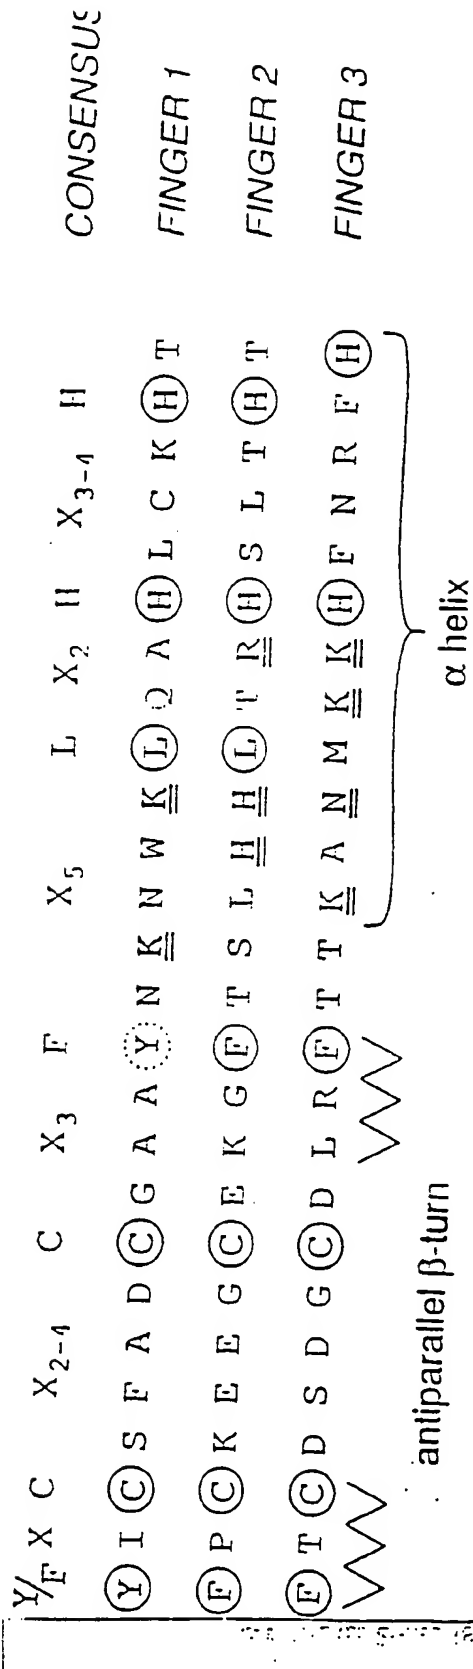 Y/F X C X2-4 C X3 F X5 L X2 H X3-4 H CONSENSUS
Y I C S F A D C G A A Y N K N W K L Q A H L C K H T FINGER 1
F P C K E E G C E K G F T S L H H L T R H S L T H T FINGER 2
F T C D S D G C D L R F T T K A N M K K H F N R F H FINGER 3
antiparallel β-turn α helix